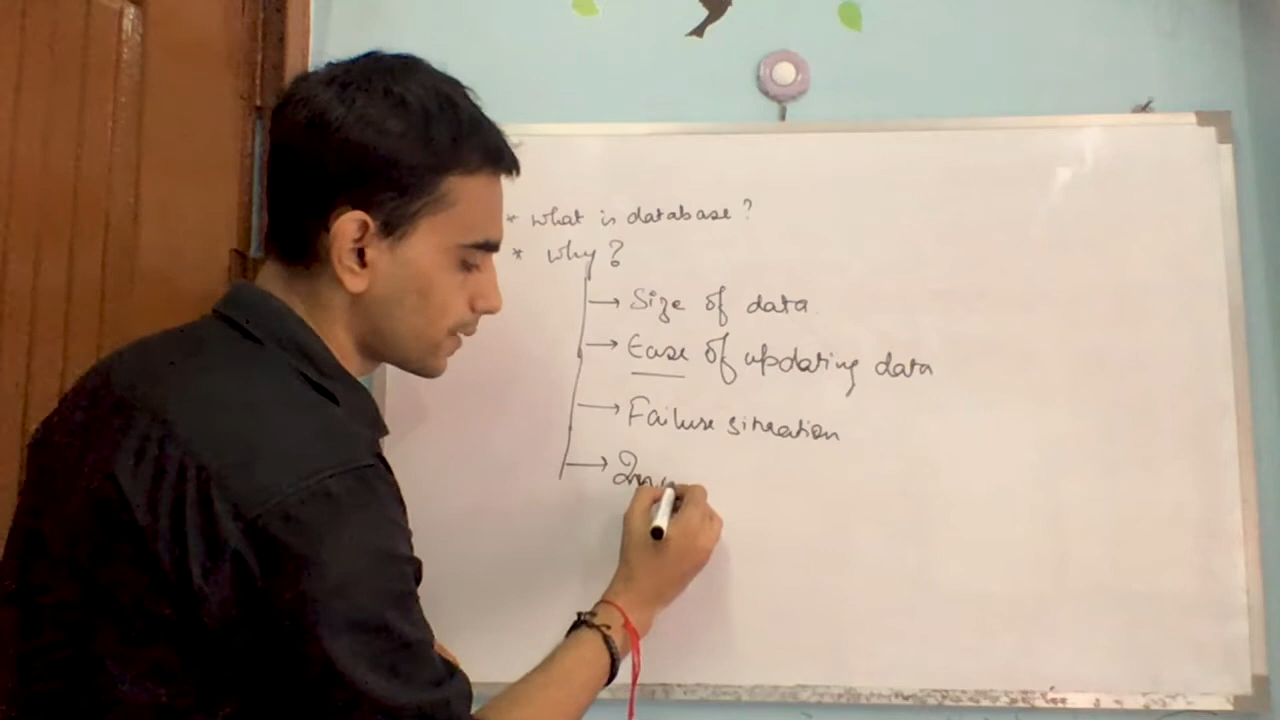 * what is database?
* why?
→ Size of data
→ Ease of updating data
→ Failure situation